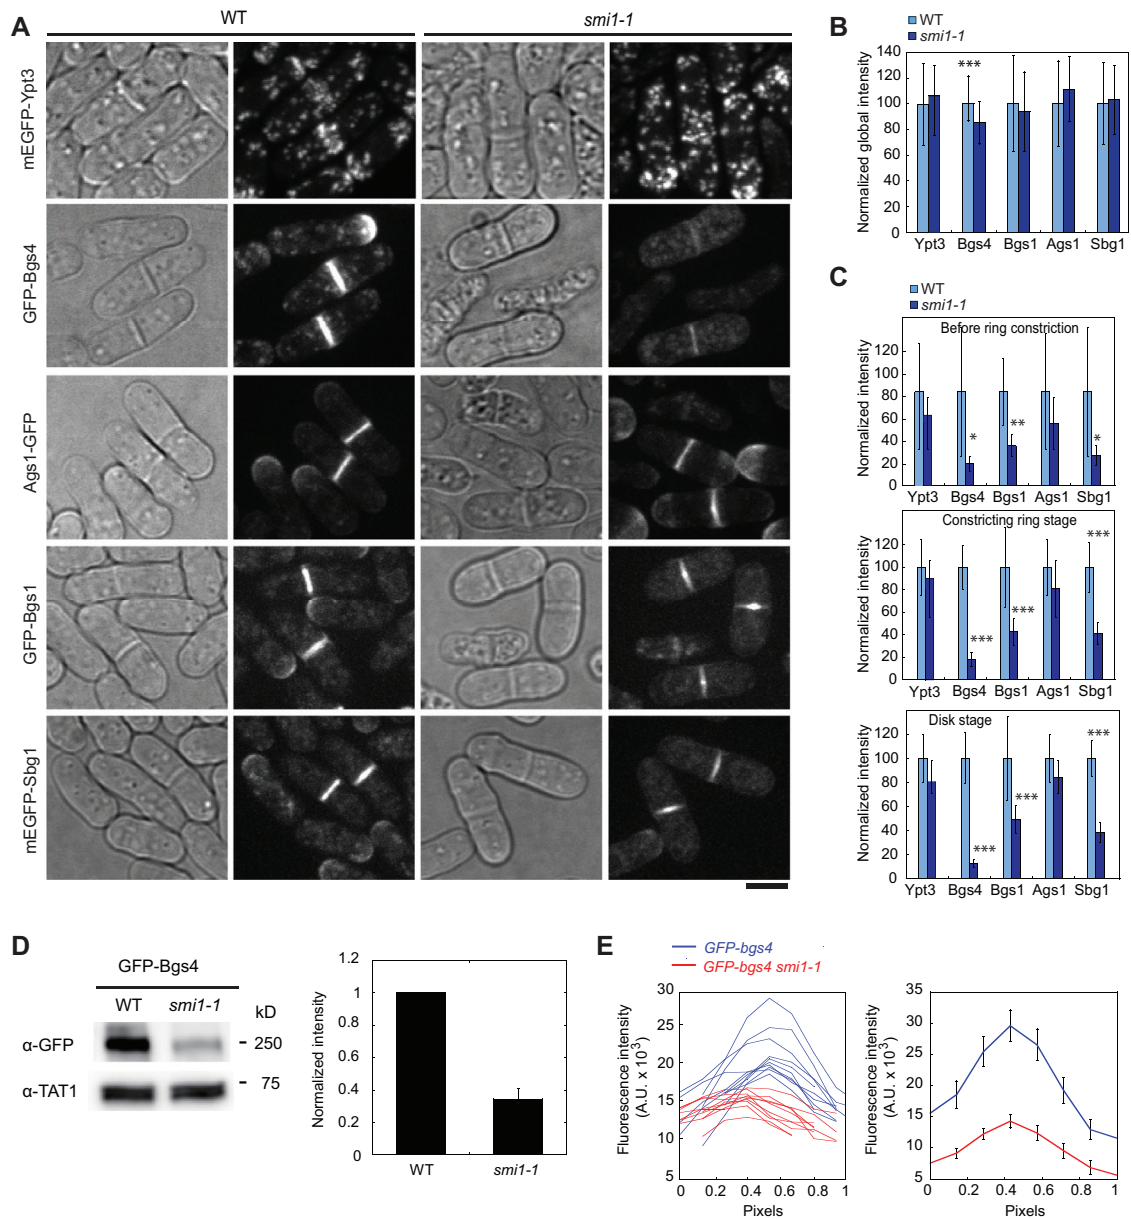 A
WT
smi1-1
mEGFP-Ypt3
GFP-Bgs4
Ags1-GFP
GFP-Bgs1
mEGFP-Sbg1
B
WT
smi1-1
Normalized global intensity
140
120
100
80
60
40
20
0
***
Ypt3 Bgs4 Bgs1 Ags1 Sbg1
C
WT
smi1-1
Before ring constriction
Normalized intensity
120
100
80
60
40
20
0
* ** *
Ypt3 Bgs4 Bgs1 Ags1 Sbg1
Constricting ring stage
Normalized intensity
120
100
80
60
40
20
0
*** *** ***
Ypt3 Bgs4 Bgs1 Ags1 Sbg1
Disk stage
Normalized intensity
120
100
80
60
40
20
0
*** *** ***
Ypt3 Bgs4 Bgs1 Ags1 Sbg1
D
GFP-Bgs4
WT smi1-1 kD
α-GFP - 250
α-TAT1 - 75
Normalized intensity
1.2
1
0.8
0.6
0.4
0.2
0
WT smi1-1
E
GFP-bgs4
GFP-bgs4 smi1-1
Fluorescence intensity
(A.U. x 10³)
30
25
20
15
10
5
0 0.2 0.4 0.6 0.8 1
Pixels
Fluorescence intensity
(A.U. x 10³)
35
30
25
20
15
10
5
0 0.2 0.4 0.6 0.8 1
Pixels